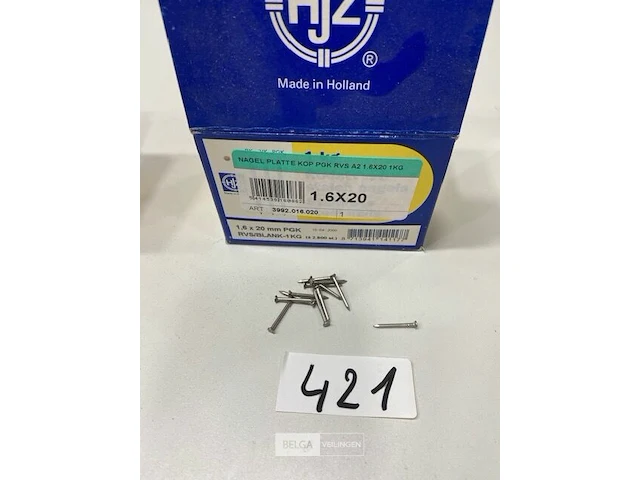 HJZ
®
Made in Holland
NAGEL PLATTE KOP PGK RVS A2 1.6X20 1KG
1.6X20
ART 3992.016.020 1
1,6 x 20 mm PGK
RVS/BLANK-1KG
421
BELGA VEILINGEN